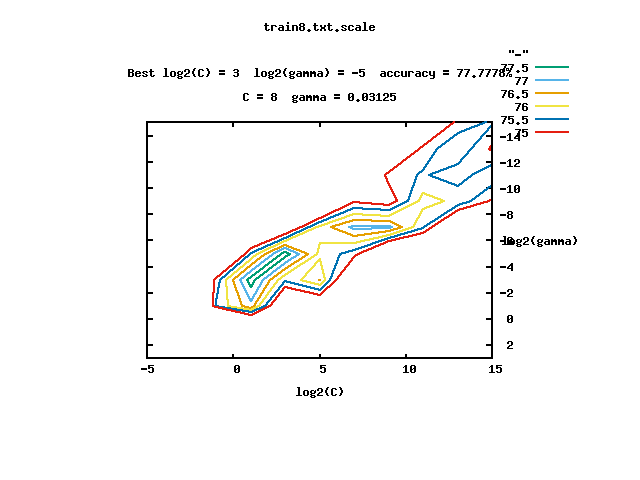 train8.txt.scale
"-"
Best log2(C) = 3 log2(gamma) = -5 accuracy = 77.7778%
77.5
77
76.5
C = 8 gamma = 0.03125
76
75.5
75
-14
-12
-10
-8
-6
log2(gamma)
-4
-2
0
2
-5 0 5 10 15
log2(C)